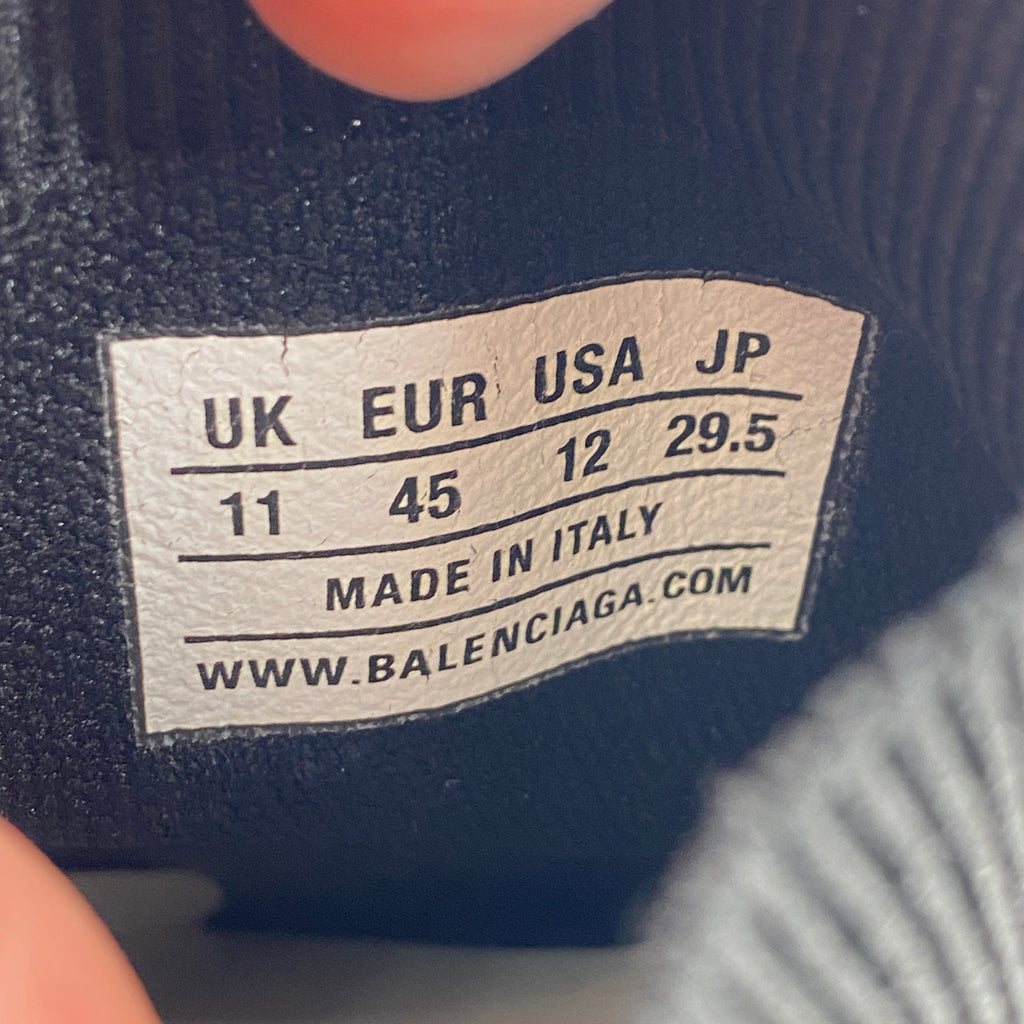 UK EUR USA JP
11 45 12 29.5
MADE IN ITALY
WWW.BALENCIAGA.COM